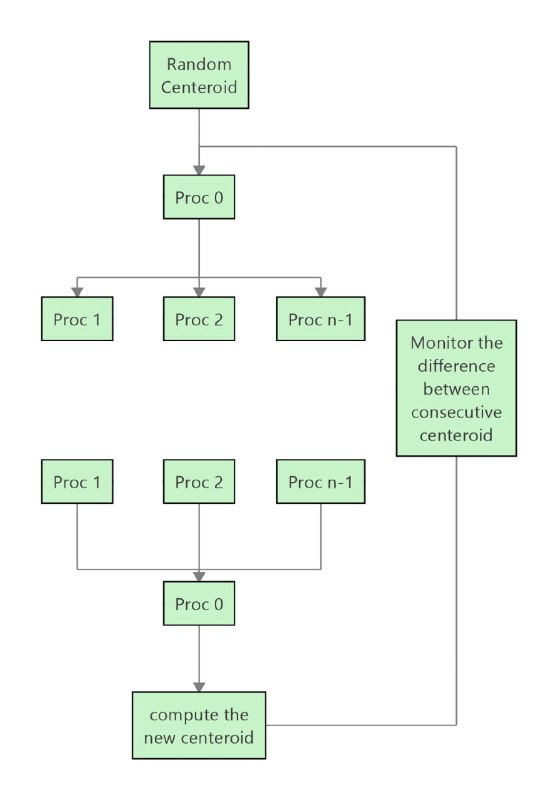 Random
Centeroid
Proc 0
Proc 1
Proc 2
Proc n-1
Monitor the
difference
between
consecutive
centeroid
Proc 1
Proc 2
Proc n-1
Proc 0
compute the
new centeroid